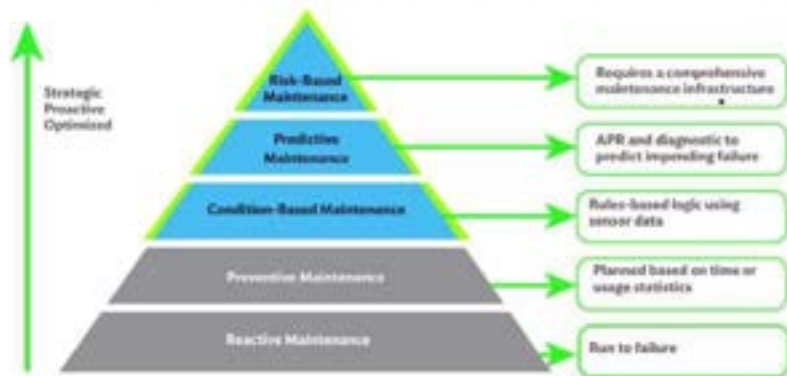 Strategic
Proactive
Optimized
Risk-Based
Maintenance
Requires a comprehensive
maintenance infrastructure
Predictive
Maintenance
APR and diagnostic to
predict impending failure
Condition-Based Maintenance
Rules-based logic using
sensor data
Preventive Maintenance
Planned based on time or
usage statistics
Reactive Maintenance
Run to failure